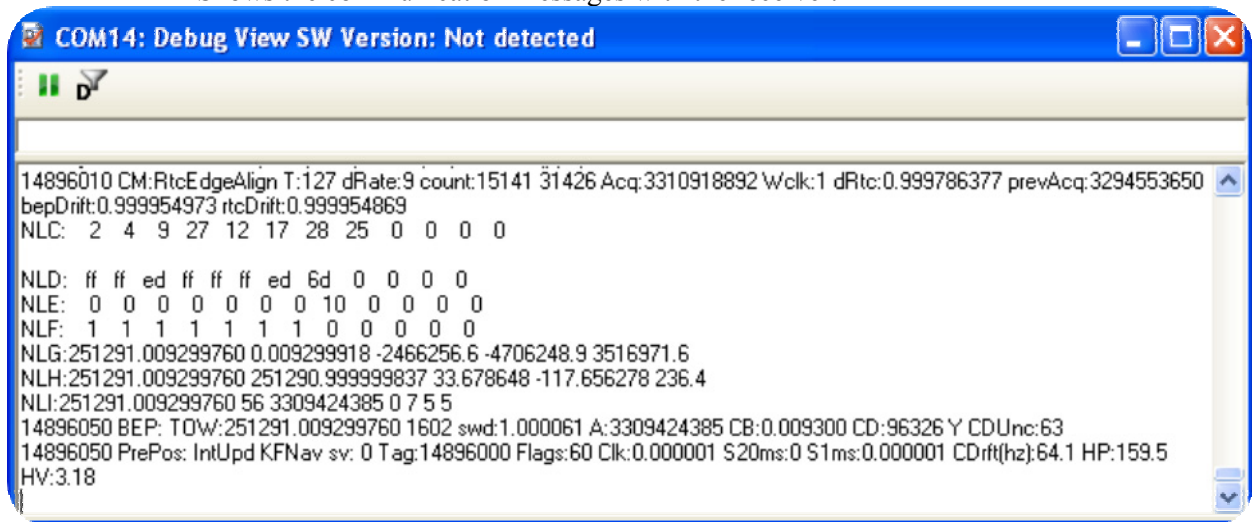 COM14: Debug View SW Version: Not detected
D
14896010 CM:RtcEdgeAlign T:127 dRate:9 count:15141 31426 Acq:3310918892 Wclk:1 dRtc:0.999786377 prevAcq:3294553650
bepDrift:0.999954973 rtcDrift:0.999954869
NLC: 2 4 9 27 12 17 28 25 0 0 0 0
NLD: ff ff ed ff ff ff ed 6d 0 0 0 0
NLE: 0 0 0 0 0 0 0 10 0 0 0 0
NLF: 1 1 1 1 1 1 1 0 0 0 0 0
NLG:251291.009299760 0.009299918 -2466256.6 -4706248.9 3516971.6
NLH:251291.009299760 251290.999999837 33.678648 -117.656278 236.4
NLI:251291.009299760 56 3309424385 0 7 5 5
14896050 BEP: TOW:251291.009299760 1602 swd:1.000061 A:3309424385 CB:0.009300 CD:96326 Y CDUnc:63
14896050 PrePos: IntUpd KFNav sv: 0 Tag:14896000 Flags:60 Clk:0.000001 S20ms:0 S1ms:0.000001 CDrft(hz):64.1 HP:159.5
HV:3.18